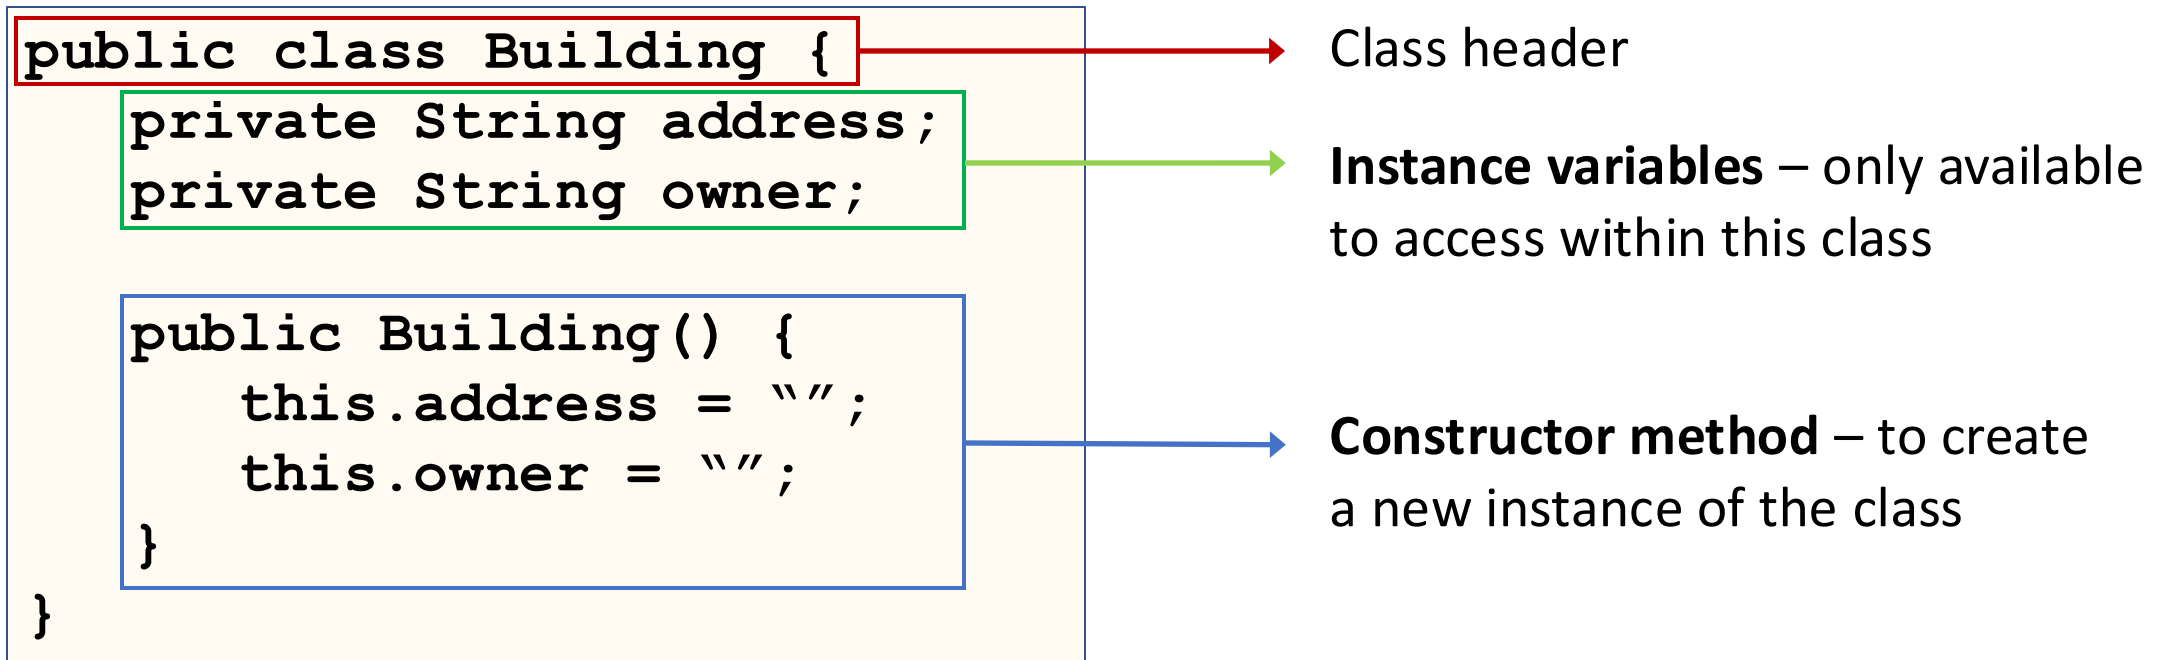 public class Building {
Class header
private String address;
private String owner;
Instance variables – only available
to access within this class
public Building() {
this.address = “”;
this.owner = “”;
}
Constructor method – to create
a new instance of the class
}